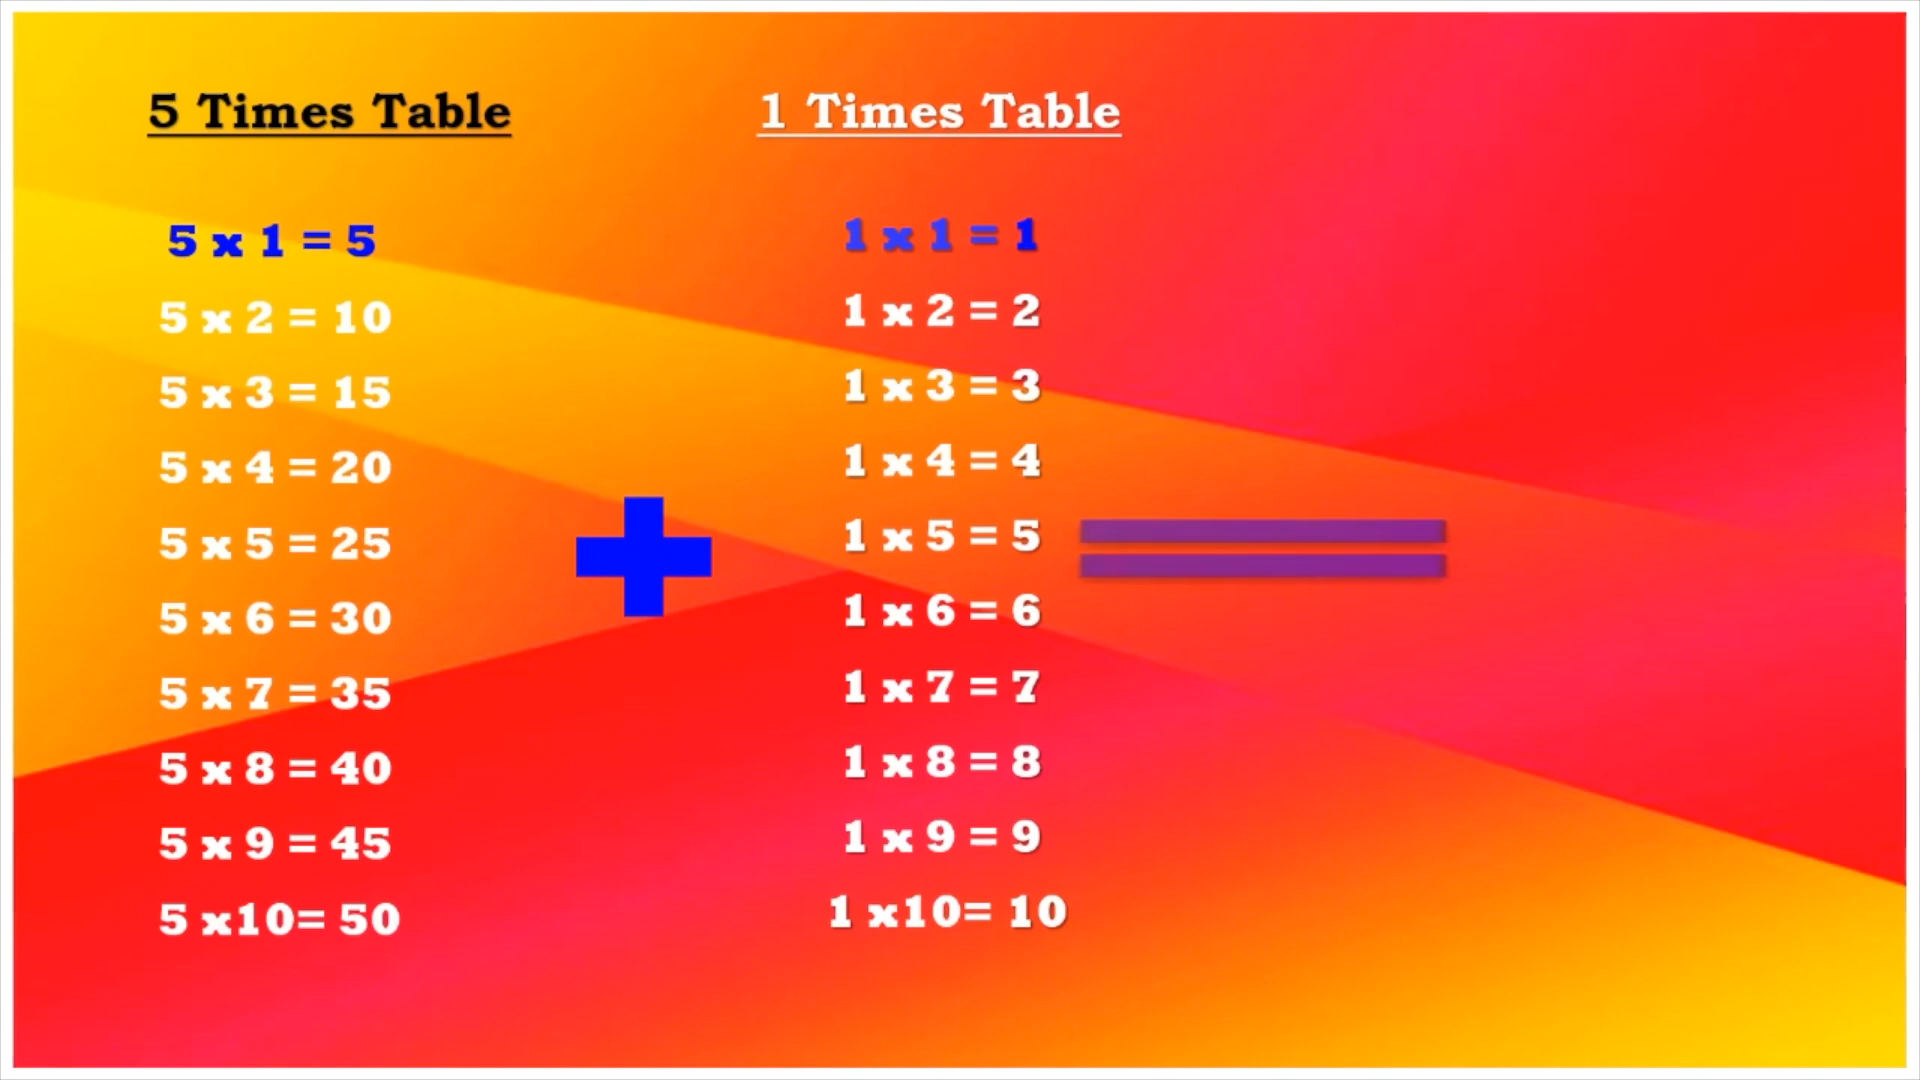 5 Times Table
5 x 1 = 5
5 x 2 = 10
5 x 3 = 15
5 x 4 = 20
5 x 5 = 25
5 x 6 = 30
5 x 7 = 35
5 x 8 = 40
5 x 9 = 45
5 x10= 50
1 Times Table
1 x 1 = 1
1 x 2 = 2
1 x 3 = 3
1 x 4 = 4
1 x 5 = 5
1 x 6 = 6
1 x 7 = 7
1 x 8 = 8
1 x 9 = 9
1 x10= 10